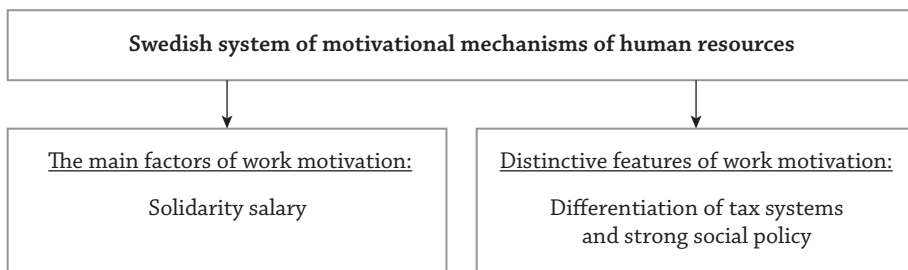 Swedish system of motivational mechanisms of human resources
The main factors of work motivation:
Solidarity salary
Distinctive features of work motivation:
Differentiation of tax systems
and strong social policy